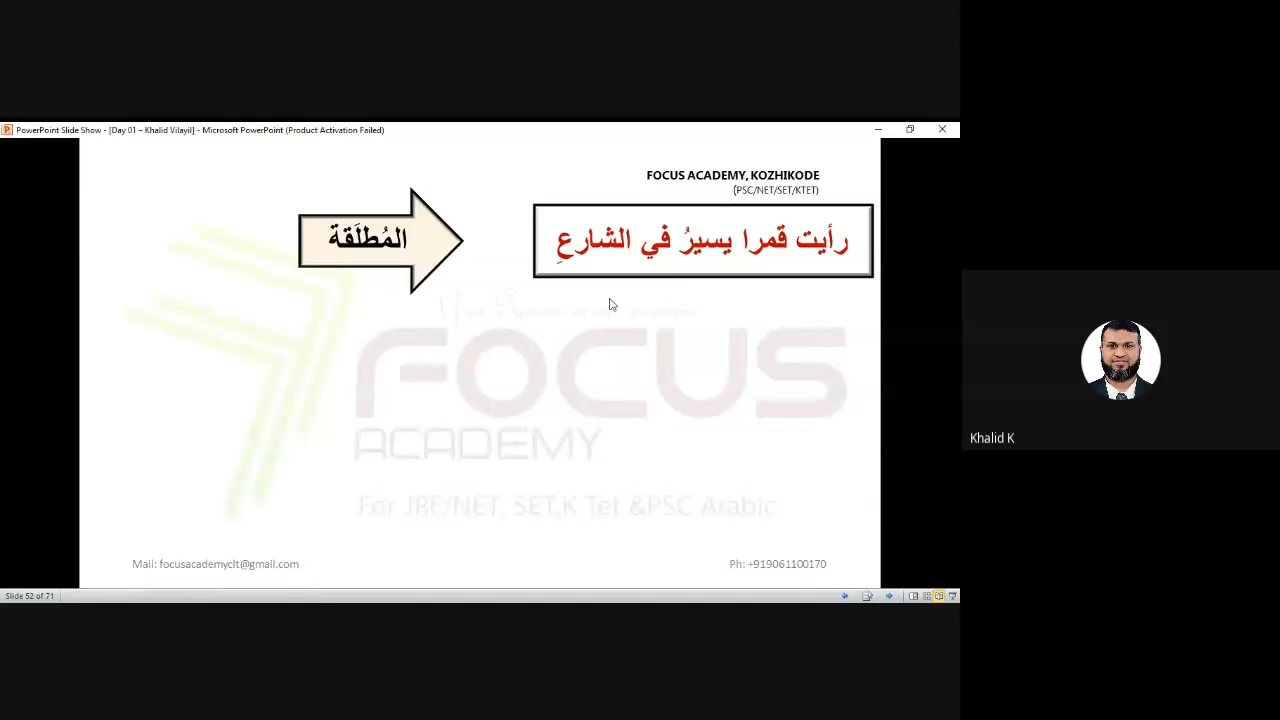 PowerPoint Slide Show - [Day 01 – Khalid Vilayil] - Microsoft PowerPoint (Product Activation Failed)
FOCUS ACADEMY, KOZHIKODE
(PSC/NET/SET/KTET)
رأيت قمرا يسيرُ في الشارعِ
المُطلَقة
FOCUS
ACADEMY
For JRF/NET, SET,K Tet &PSC Arabic
Mail: focusacademyclt@gmail.com
Ph: +919061100170
Slide 52 of 71
Khalid K